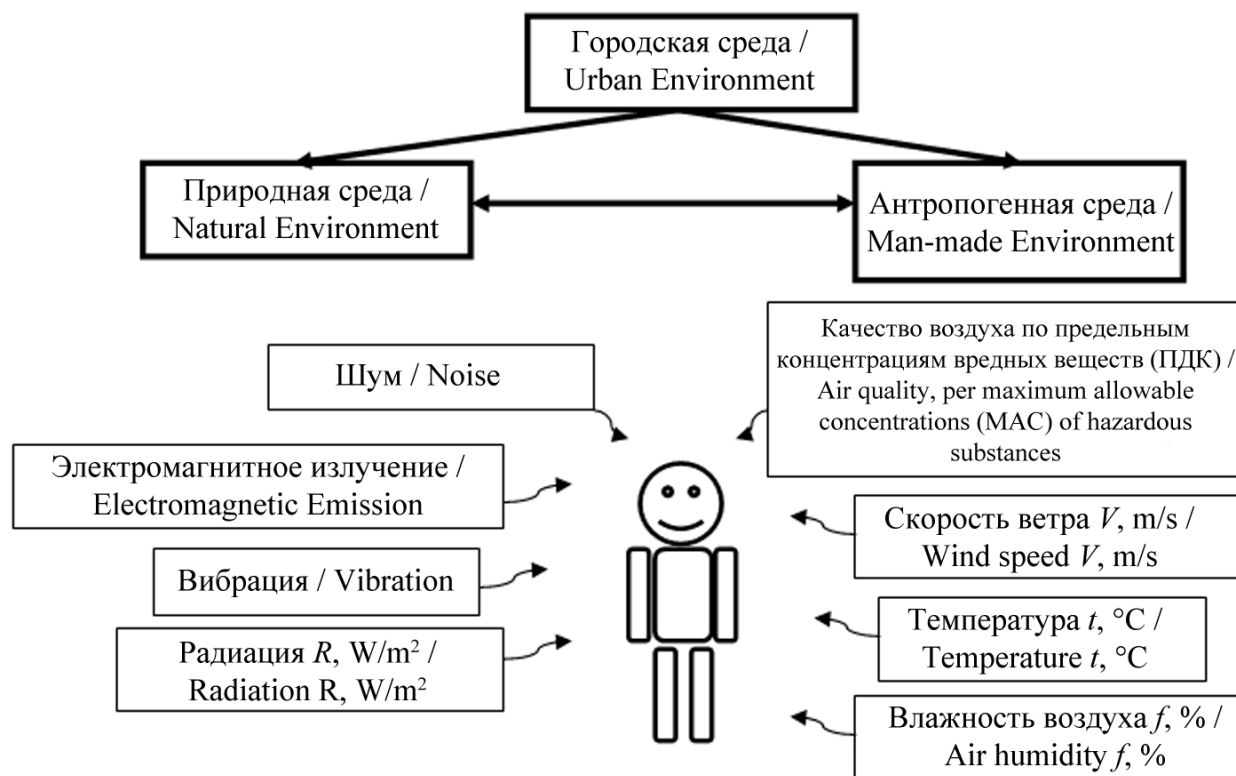 Городская среда /
Urban Environment
Природная среда /
Natural Environment
Антропогенная среда /
Man-made Environment
Шум / Noise
Качество воздуха по предельным
концентрациям вредных веществ (ПДК) /
Air quality, per maximum allowable
concentrations (MAC) of hazardous
substances
Электромагнитное излучение /
Electromagnetic Emission
Скорость ветра V, m/s /
Wind speed V, m/s
Вибрация / Vibration
Температура t, °C /
Temperature t, °C
Радиация R, W/m² /
Radiation R, W/m²
Влажность воздуха f, % /
Air humidity f, %